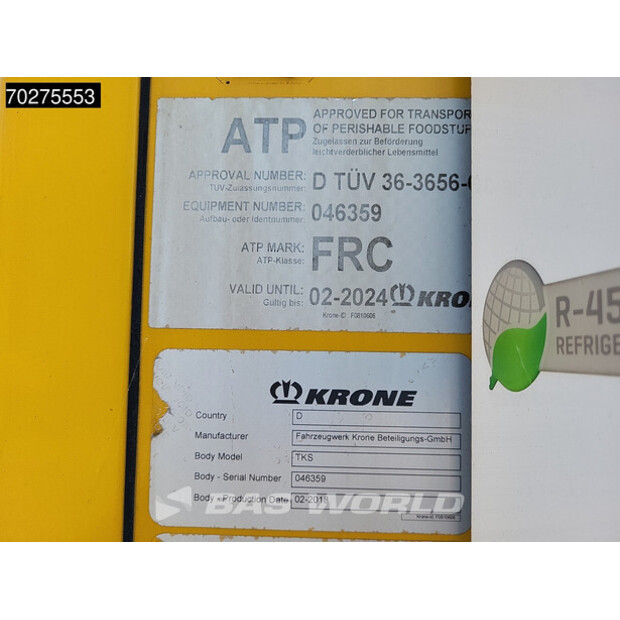 70275553
ATP
APPROVED FOR TRANSPOR
OF PERISHABLE FOODSTUF
Zugelassen zur Beförderung
leichtverderblicher Lebensmittel
APPROVAL NUMBER: D TÜV 36-3656-
TÜV-Zulassungsnummer:
EQUIPMENT NUMBER: 046359
Aufbau- oder Identnummer:
ATP MARK: FRC
ATP-Klasse:
VALID UNTIL: 02-2024 KRONE
Gültig bis:
Krone-ID F0810606
R-45
REFRIGE
KRONE
Country D
Manufacturer Fahrzeugwerk Krone Beteiligungs-GmbH
Body Model TKS
Body - Serial Number 046359
Body - Production Date 02-2018
BAS WORLD